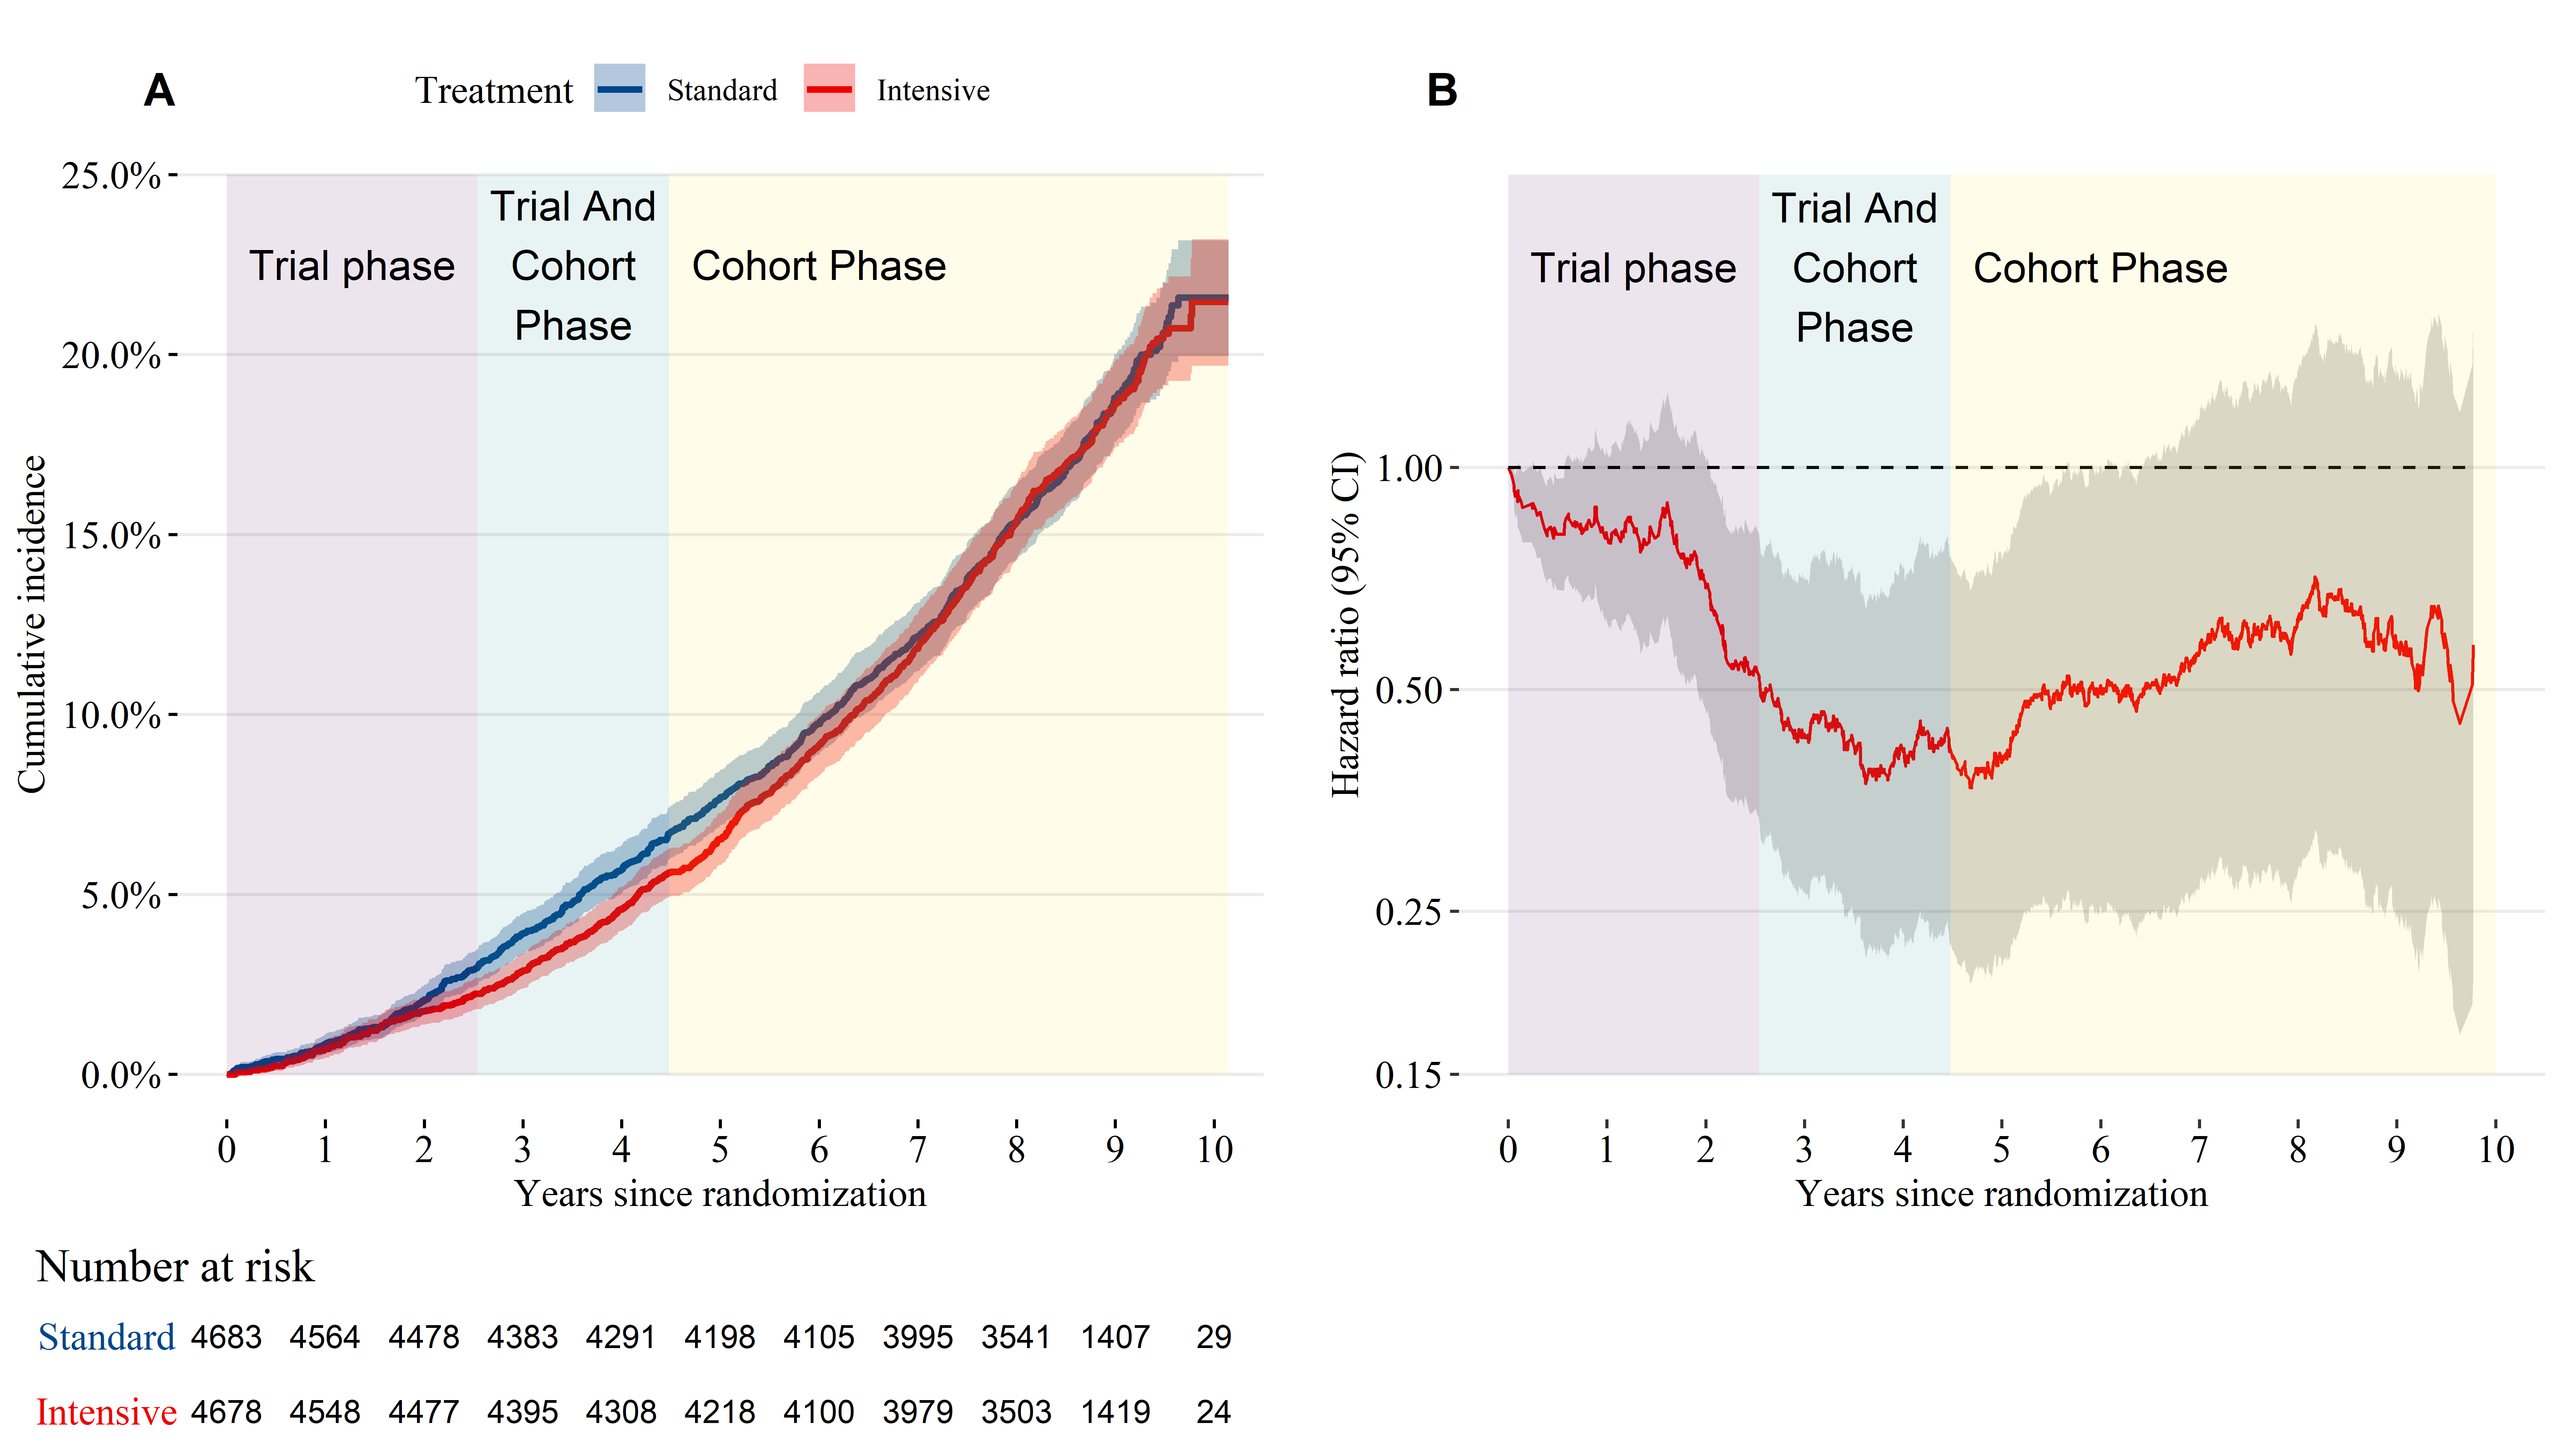 A
Treatment Standard Intensive
25.0%
20.0%
15.0%
10.0%
5.0%
0.0%
Cumulative incidence
Trial phase
Trial And
Cohort
Phase
Cohort Phase
0 1 2 3 4 5 6 7 8 9 10
Years since randomization
Number at risk
Standard 4683 4564 4478 4383 4291 4198 4105 3995 3541 1407 29
Intensive 4678 4548 4477 4395 4308 4218 4100 3979 3503 1419 24
B
1.00
0.50
0.25
0.15
Hazard ratio (95% CI)
Trial phase
Trial And
Cohort
Phase
Cohort Phase
0 1 2 3 4 5 6 7 8 9 10
Years since randomization